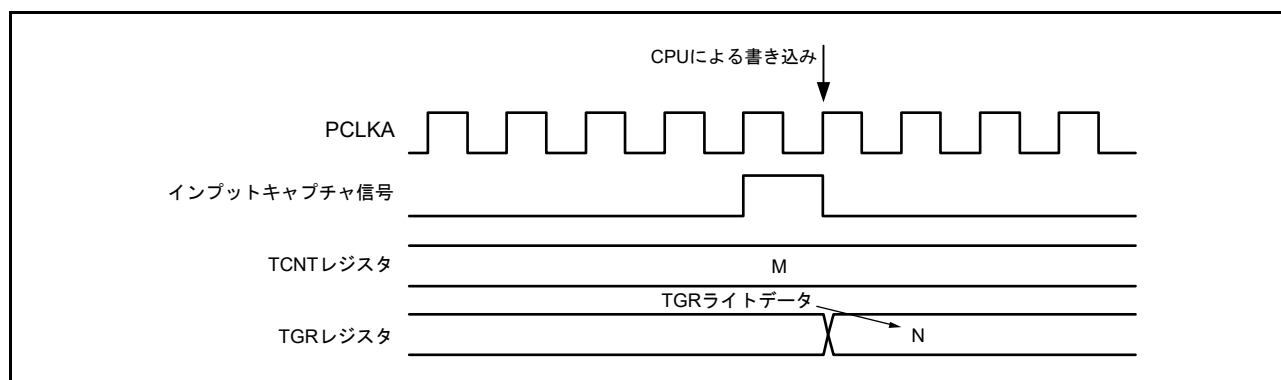 CPUによる書き込み
PCLKA
インプットキャプチャ信号
TCNTレジスタ
M
TGRライトデータ
TGRレジスタ
N